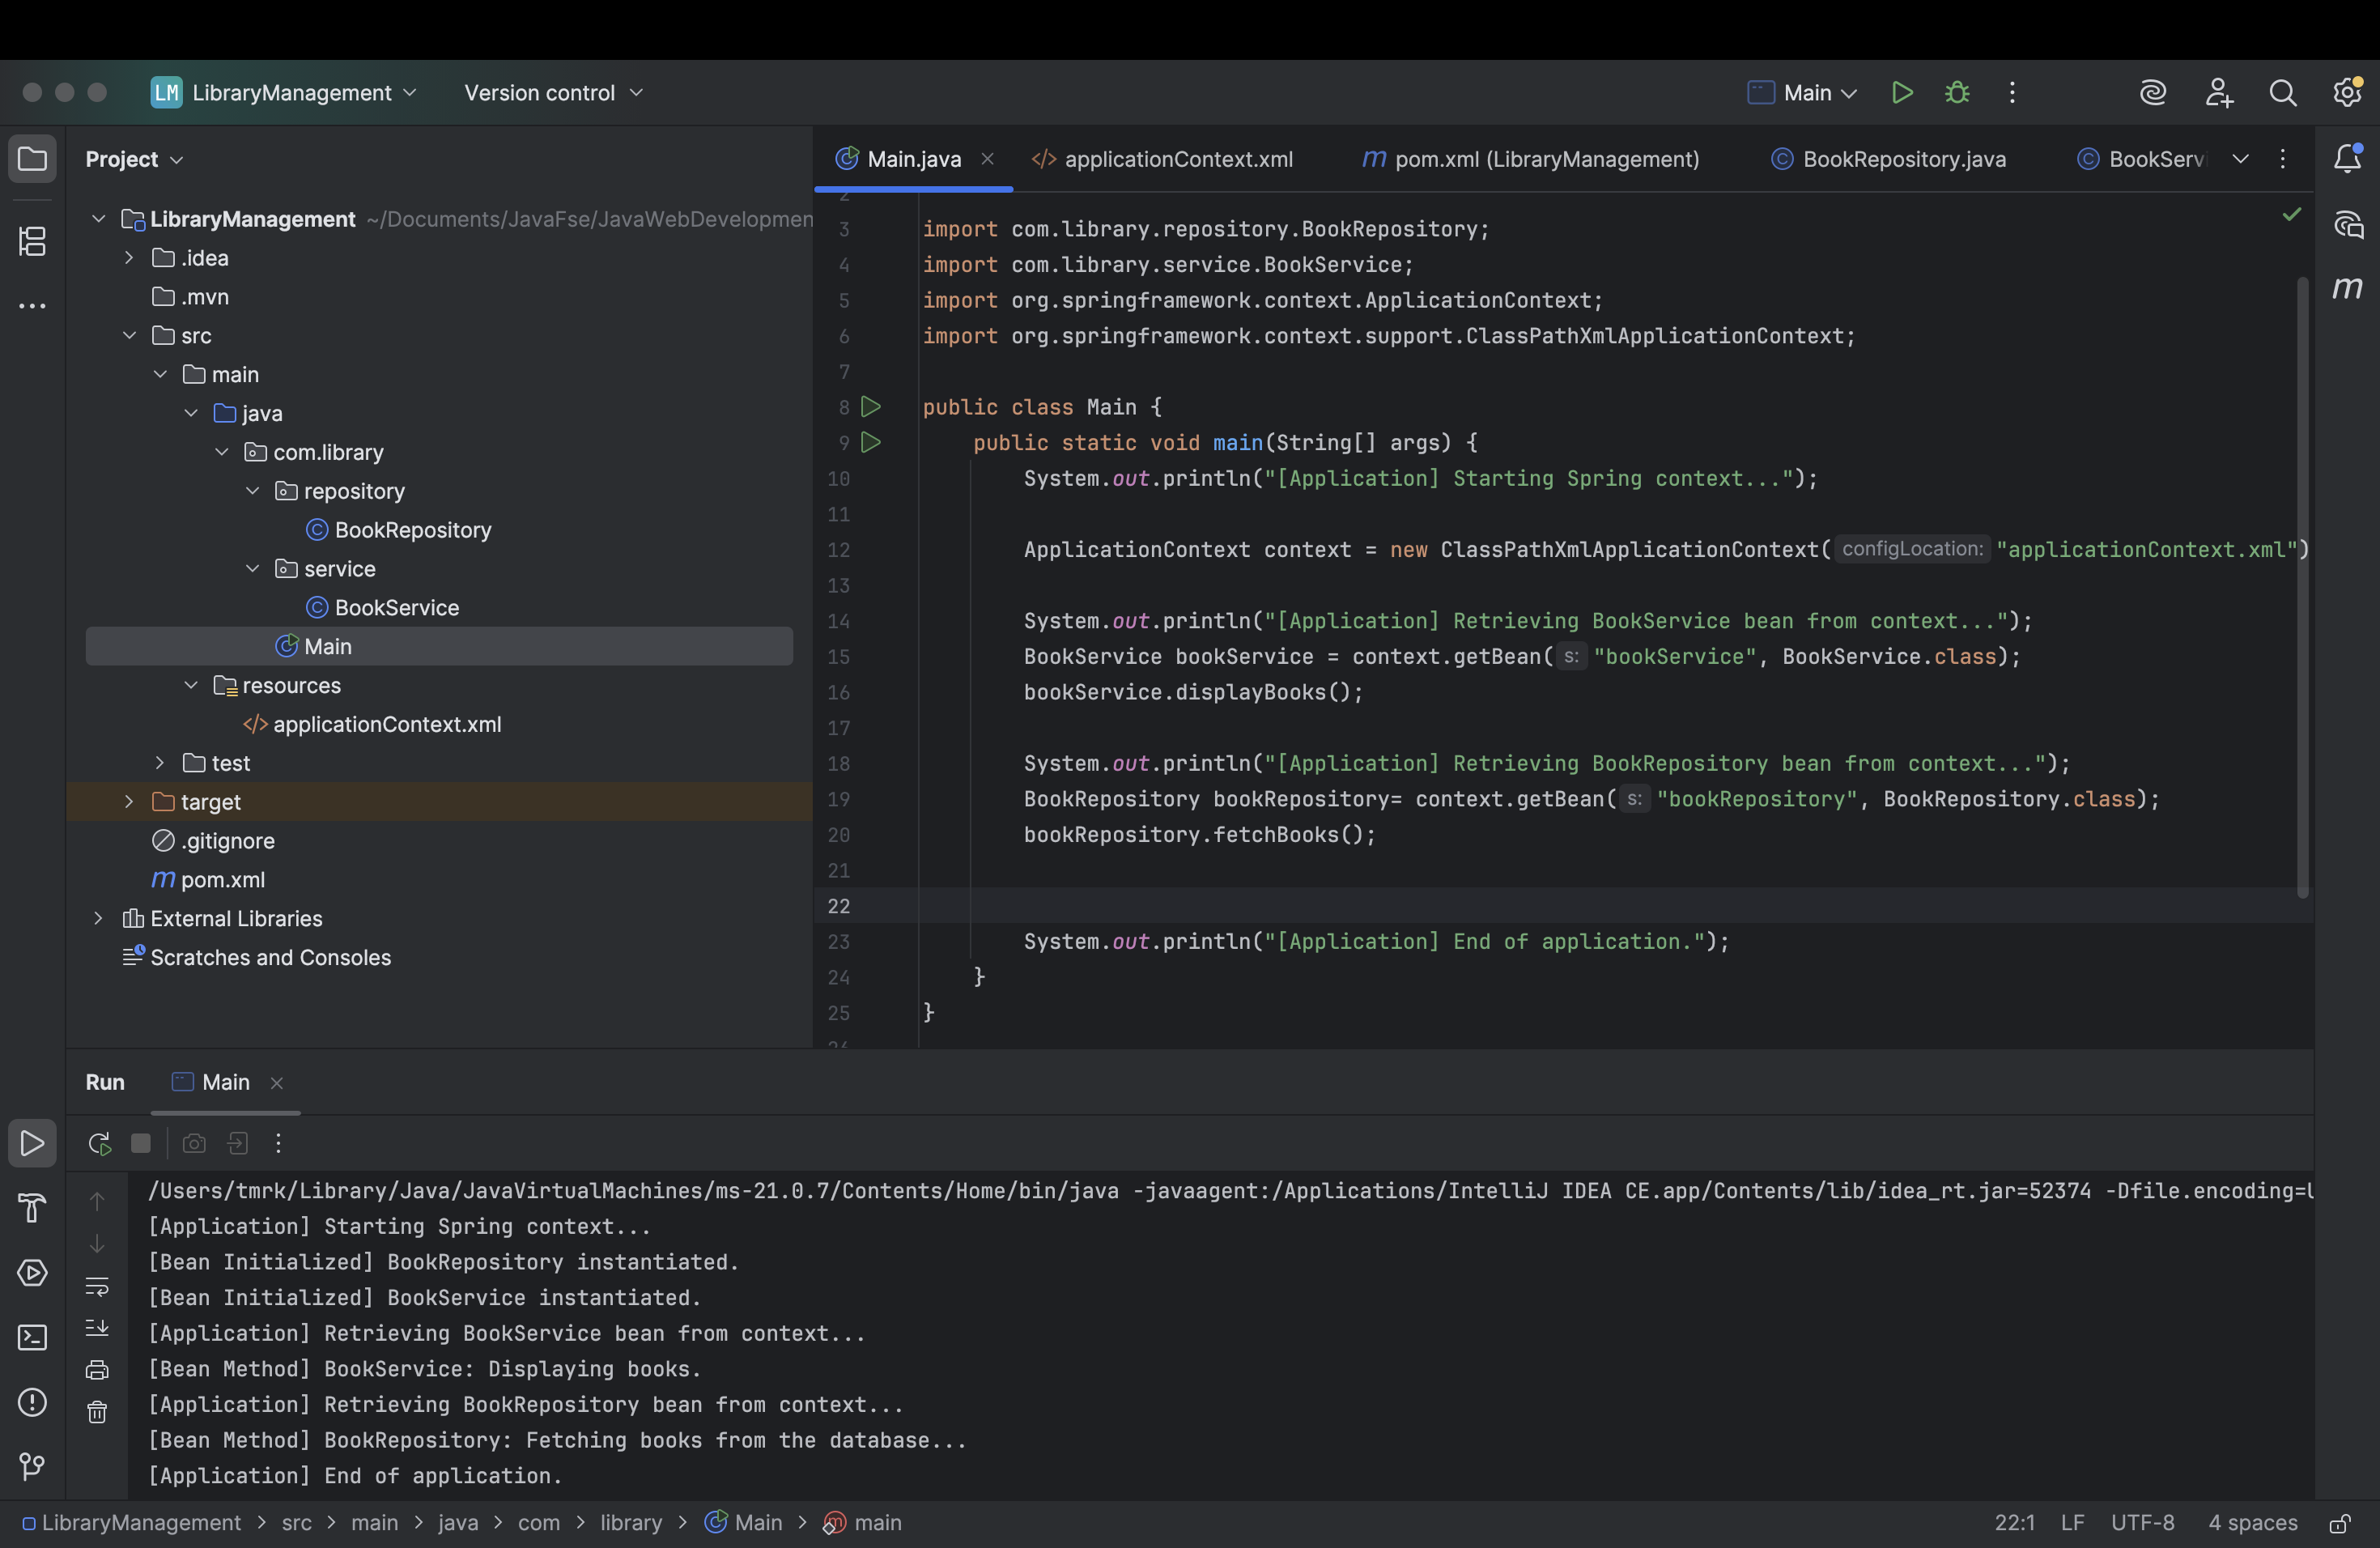 LM LibraryManagement Version control Main
Project
Main.java applicationContext.xml m pom.xml (LibraryManagement) BookRepository.java BookServ
LibraryManagement ~/Documents/JavaFse/JavaWebDevelopmen
.idea
.mvn
src
main
java
com.library
repository
BookRepository
service
BookService
Main
resources
applicationContext.xml
test
target
.gitignore
m pom.xml
External Libraries
Scratches and Consoles
2
3 import com.library.repository.BookRepository;
4 import com.library.service.BookService;
5 import org.springframework.context.ApplicationContext;
6 import org.springframework.context.support.ClassPathXmlApplicationContext;
7
8 public class Main {
9 public static void main(String[] args) {
10 System.out.println("[Application] Starting Spring context...");
11
12 ApplicationContext context = new ClassPathXmlApplicationContext( configLocation: "applicationContext.xml")
13
14 System.out.println("[Application] Retrieving BookService bean from context...");
15 BookService bookService = context.getBean( s: "bookService", BookService.class);
16 bookService.displayBooks();
17
18 System.out.println("[Application] Retrieving BookRepository bean from context...");
19 BookRepository bookRepository= context.getBean( s: "bookRepository", BookRepository.class);
20 bookRepository.fetchBooks();
21
22
23 System.out.println("[Application] End of application.");
24 }
25 }
26
m
Run Main
/Users/tmrk/Library/Java/JavaVirtualMachines/ms-21.0.7/Contents/Home/bin/java -javaagent:/Applications/IntelliJ IDEA CE.app/Contents/lib/idea_rt.jar=52374 -Dfile.encoding=U
[Application] Starting Spring context...
[Bean Initialized] BookRepository instantiated.
[Bean Initialized] BookService instantiated.
[Application] Retrieving BookService bean from context...
[Bean Method] BookService: Displaying books.
[Application] Retrieving BookRepository bean from context...
[Bean Method] BookRepository: Fetching books from the database...
[Application] End of application.
LibraryManagement > src > main > java > com > library > Main > main 22:1 LF UTF-8 4 spaces